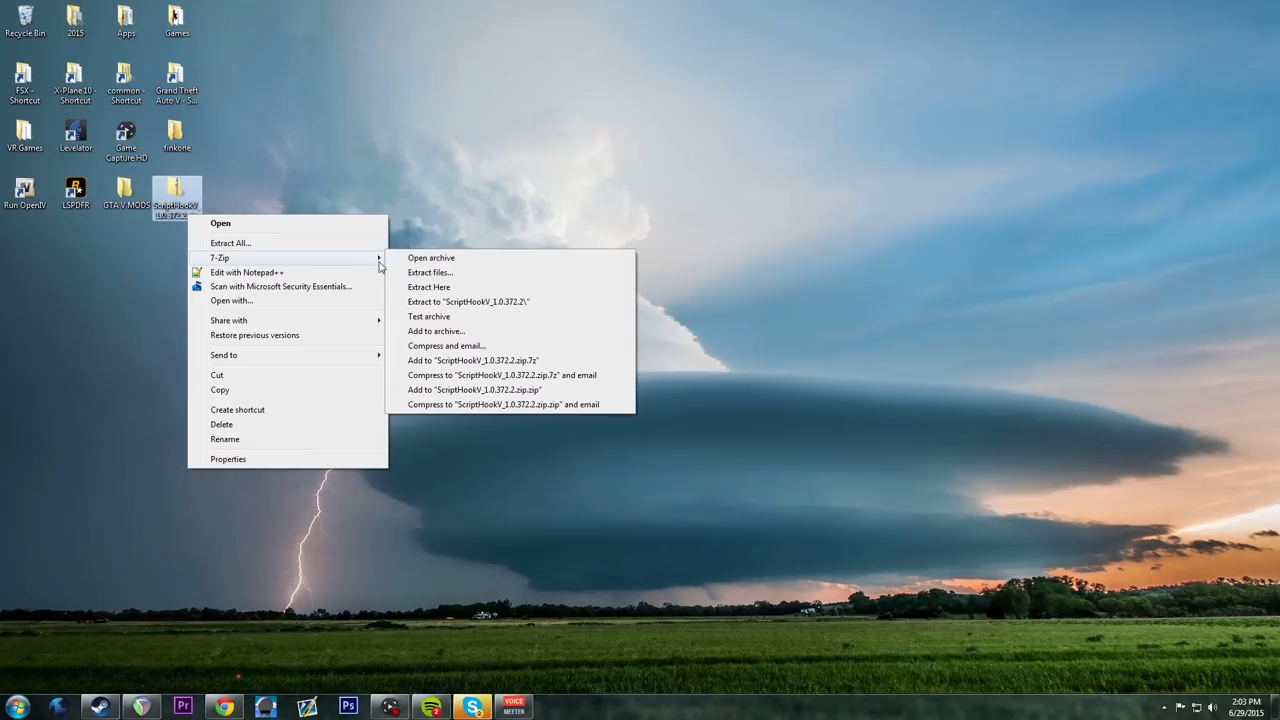 Recycle Bin
2015
Apps
Games
FSX -
Shortcut
X-Plane 10 -
Shortcut
common -
Shortcut
Grand Theft
Auto V - S...
VR Games
Levelator
Game
Capture HD
finkone
Run OpenIV
LSPDFR
GTA V MODS
ScriptHookV_
1.0.372.2.zip
Open
Extract All...
7-Zip
Edit with Notepad++
Scan with Microsoft Security Essentials...
Open with...
Share with
Restore previous versions
Send to
Cut
Copy
Create shortcut
Delete
Rename
Properties
Open archive
Extract files...
Extract Here
Extract to "ScriptHookV_1.0.372.2\"
Test archive
Add to archive...
Compress and email...
Add to "ScriptHookV_1.0.372.2.zip.7z"
Compress to "ScriptHookV_1.0.372.2.zip.7z" and email
Add to "ScriptHookV_1.0.372.2.zip.zip"
Compress to "ScriptHookV_1.0.372.2.zip.zip" and email
Pr
Ps
VOICE
MEETER
2:03 PM
6/29/2015